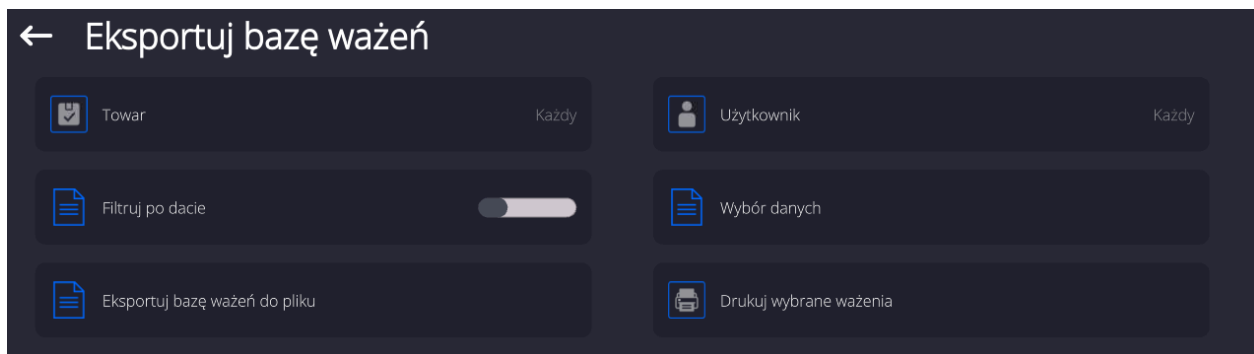 Eksportuj bazę ważeń
Towar Każdy
Użytkownik Każdy
Filtruj po dacie
Wybór danych
Eksportuj bazę ważeń do pliku
Drukuj wybrane ważenia